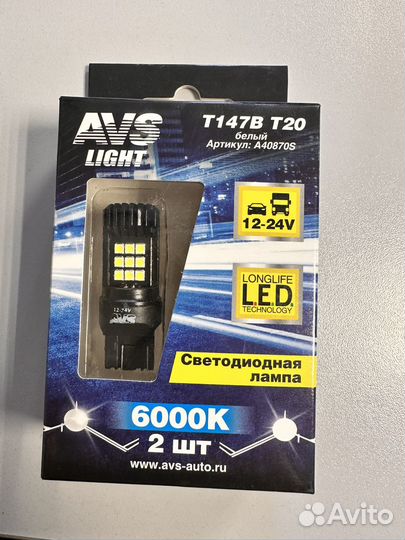 AVS
LIGHT
T147B T20
белый
Артикул: A40870S
12-24V
LONGLIFE
L.E.D.
TECHNOLOGY
12-24V
Светодиодная
лампа
6000K
2 шт
www.avs-auto.ru
Avito